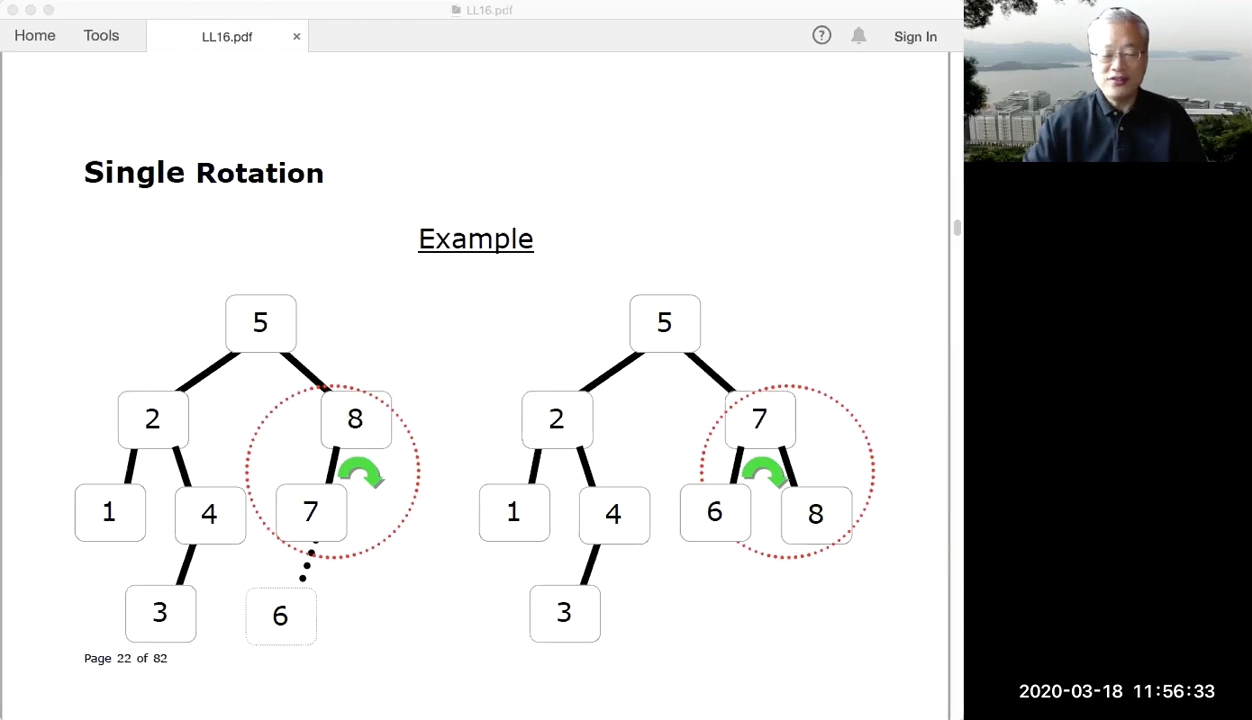 LL16.pdf
Home Tools LL16.pdf × ? Sign In
Single Rotation
Example
5 5
2 8 2 7
1 4 7 1 4 6 8
3 6 3
Page 22 of 82
2020-03-18 11:56:33